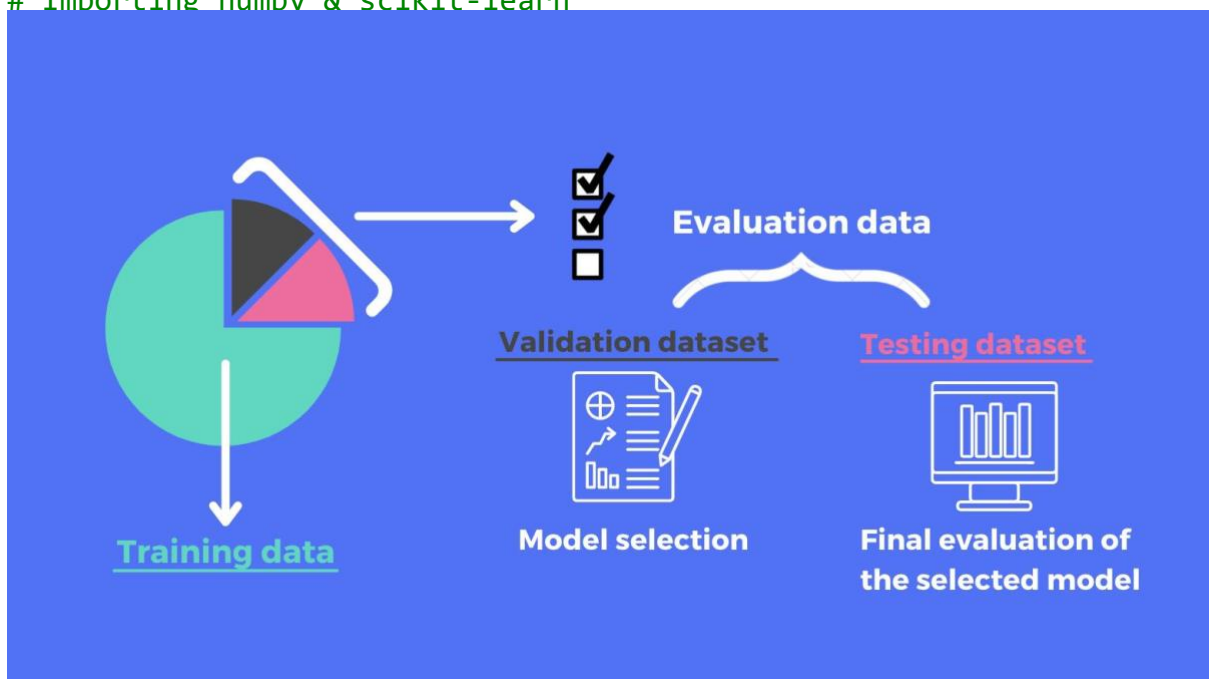 # Importing numpy & scikit-learn
Evaluation data
Validation dataset
Testing dataset
Training data
Model selection
Final evaluation of
the selected model